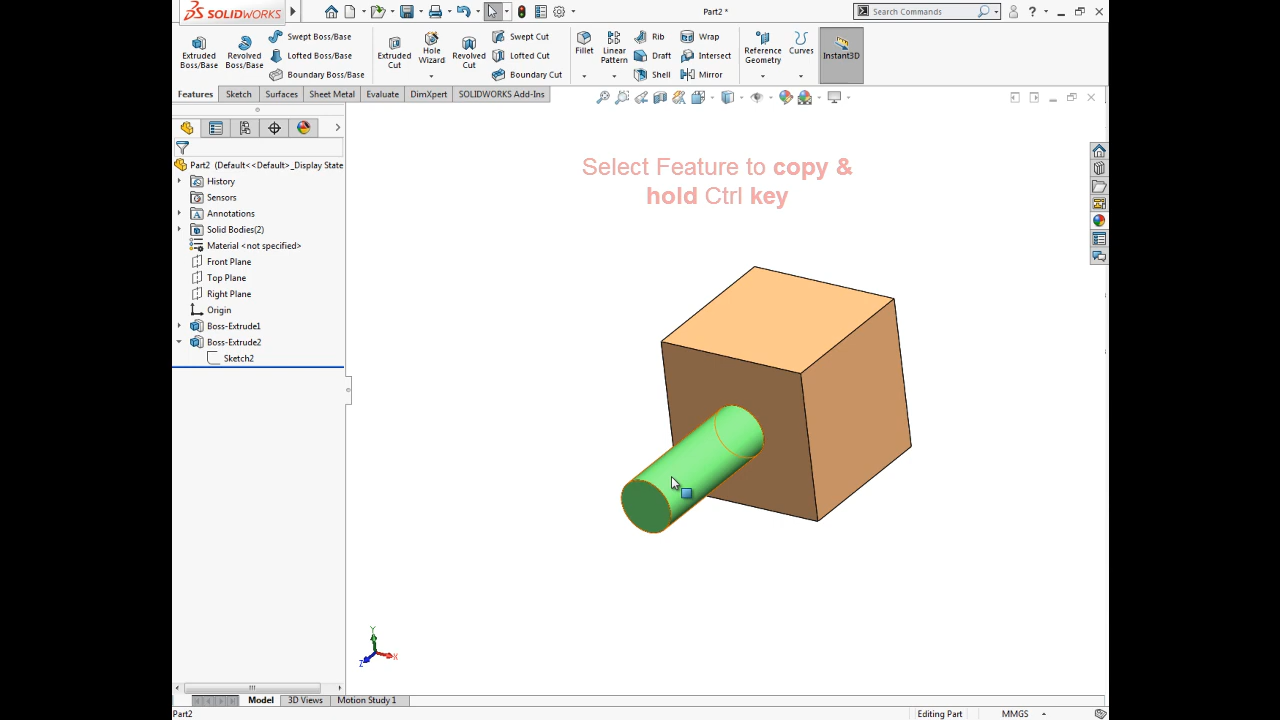 SOLIDWORKS
Part2 *
Search Commands
Extruded Boss/Base
Revolved Boss/Base
Swept Boss/Base
Lofted Boss/Base
Boundary Boss/Base
Extruded Cut
Hole Wizard
Revolved Cut
Swept Cut
Lofted Cut
Boundary Cut
Fillet
Linear Pattern
Rib
Draft
Shell
Wrap
Intersect
Mirror
Reference Geometry
Curves
Instant3D
Features
Sketch
Surfaces
Sheet Metal
Evaluate
DimXpert
SOLIDWORKS Add-Ins
Part2 (Default<<Default>_Display State
History
Sensors
Annotations
Solid Bodies(2)
Material <not specified>
Front Plane
Top Plane
Right Plane
Origin
Boss-Extrude1
Boss-Extrude2
Sketch2
Select Feature to copy &
hold Ctrl key
Y
X
Z
Model
3D Views
Motion Study 1
Part2
Editing Part
MMGS